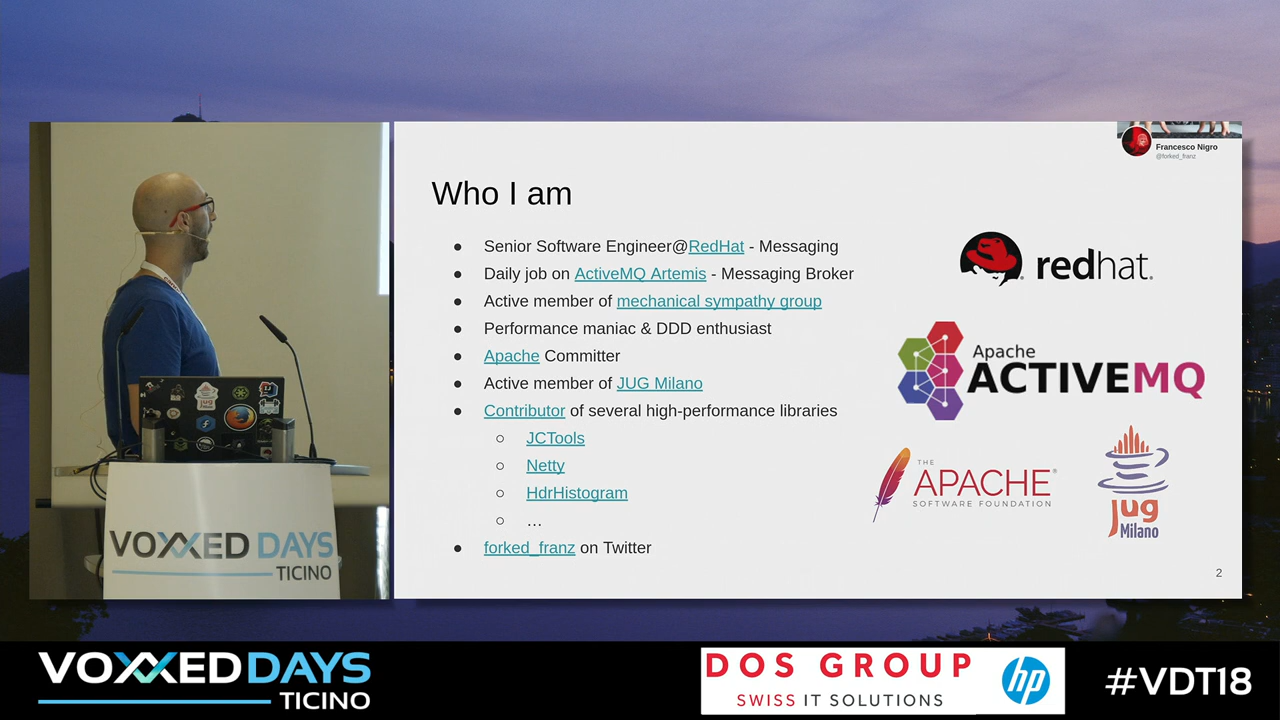 Francesco Nigro
@forked_franz
Who I am
● Senior Software Engineer@RedHat - Messaging
● Daily job on ActiveMQ Artemis - Messaging Broker
● Active member of mechanical sympathy group
● Performance maniac & DDD enthusiast
● Apache Committer
● Active member of JUG Milano
● Contributor of several high-performance libraries
○ JCTools
○ Netty
○ HdrHistogram
○ …
● forked_franz on Twitter
redhat.
Apache
ACTIVEMQ
THE
APACHE®
SOFTWARE FOUNDATION
Jug
Milano
2
jug
VOXXED DAYS
TICINO
VOXXED DAYS
TICINO
DOS GROUP
SWISS IT SOLUTIONS
hp
#VDT18